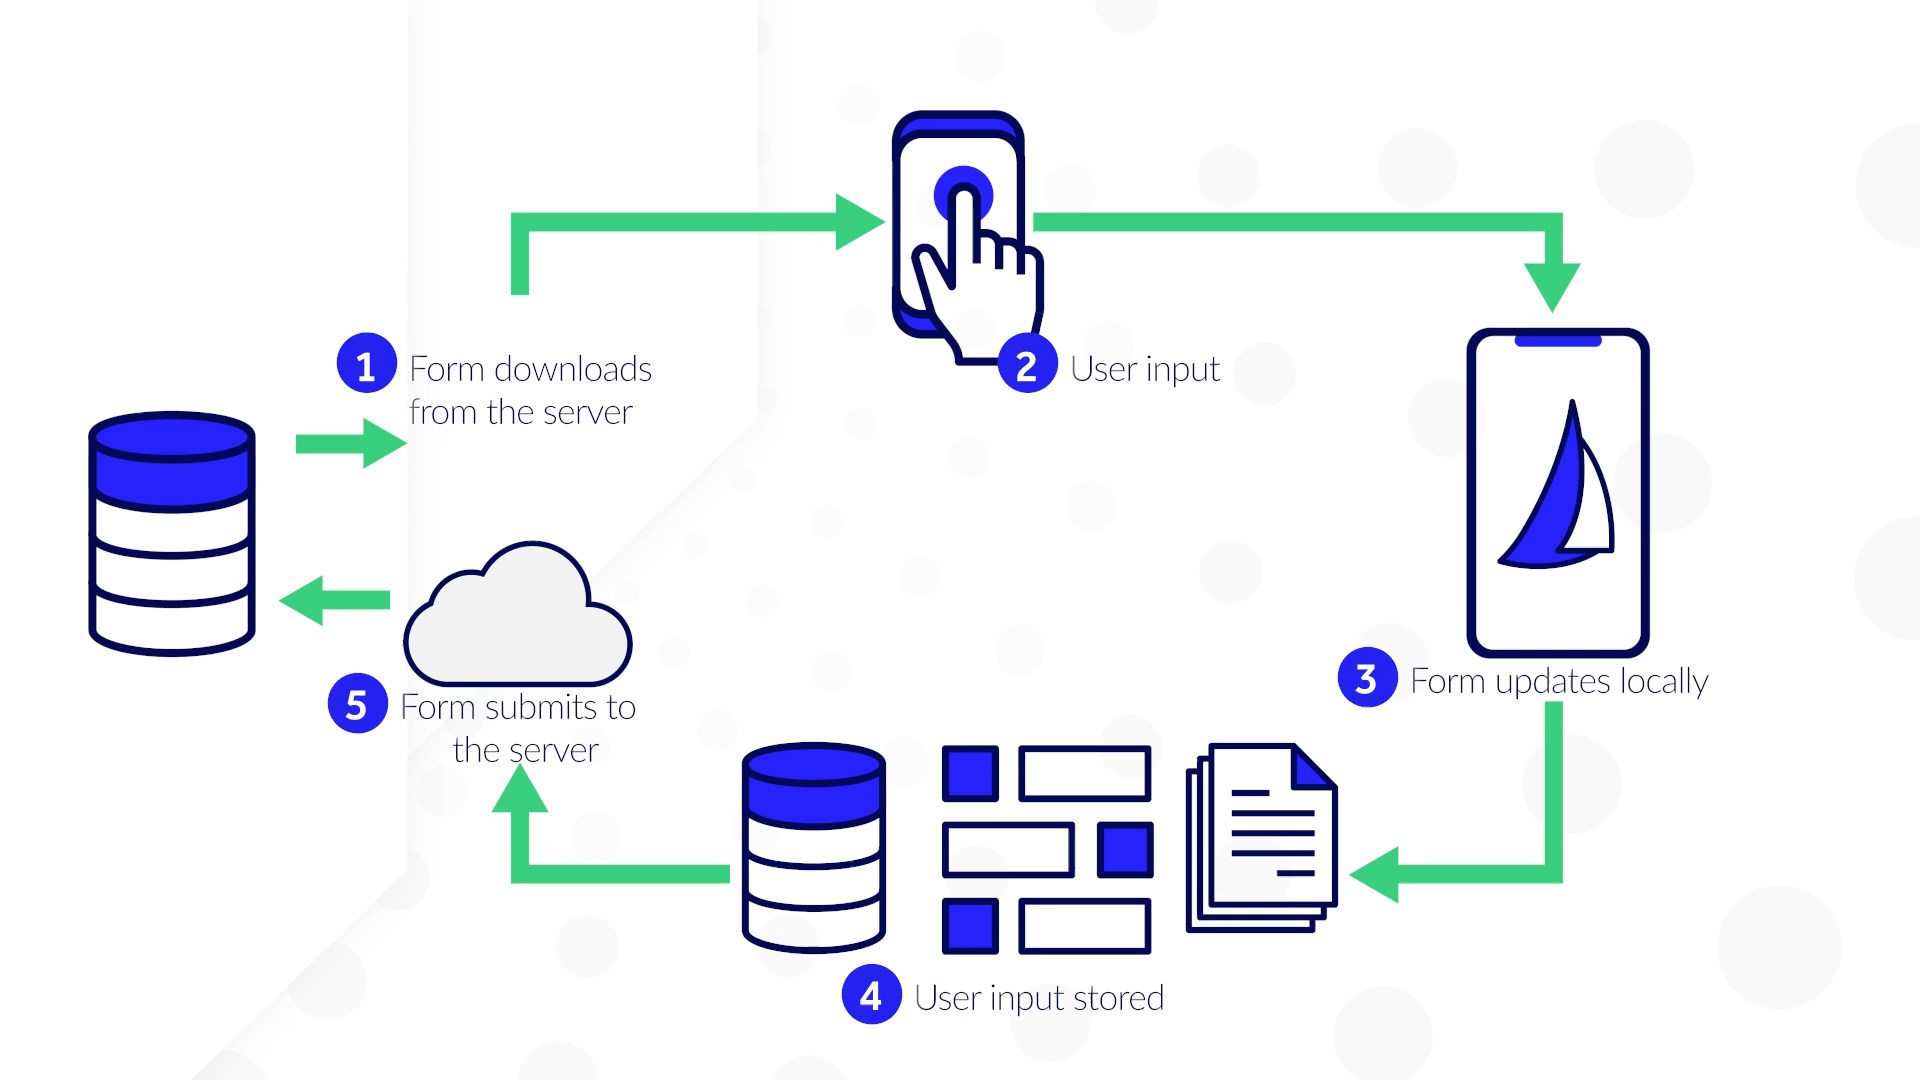 1 Form downloads
from the server
2 User input
3 Form updates locally
4 User input stored
5 Form submits to
the server